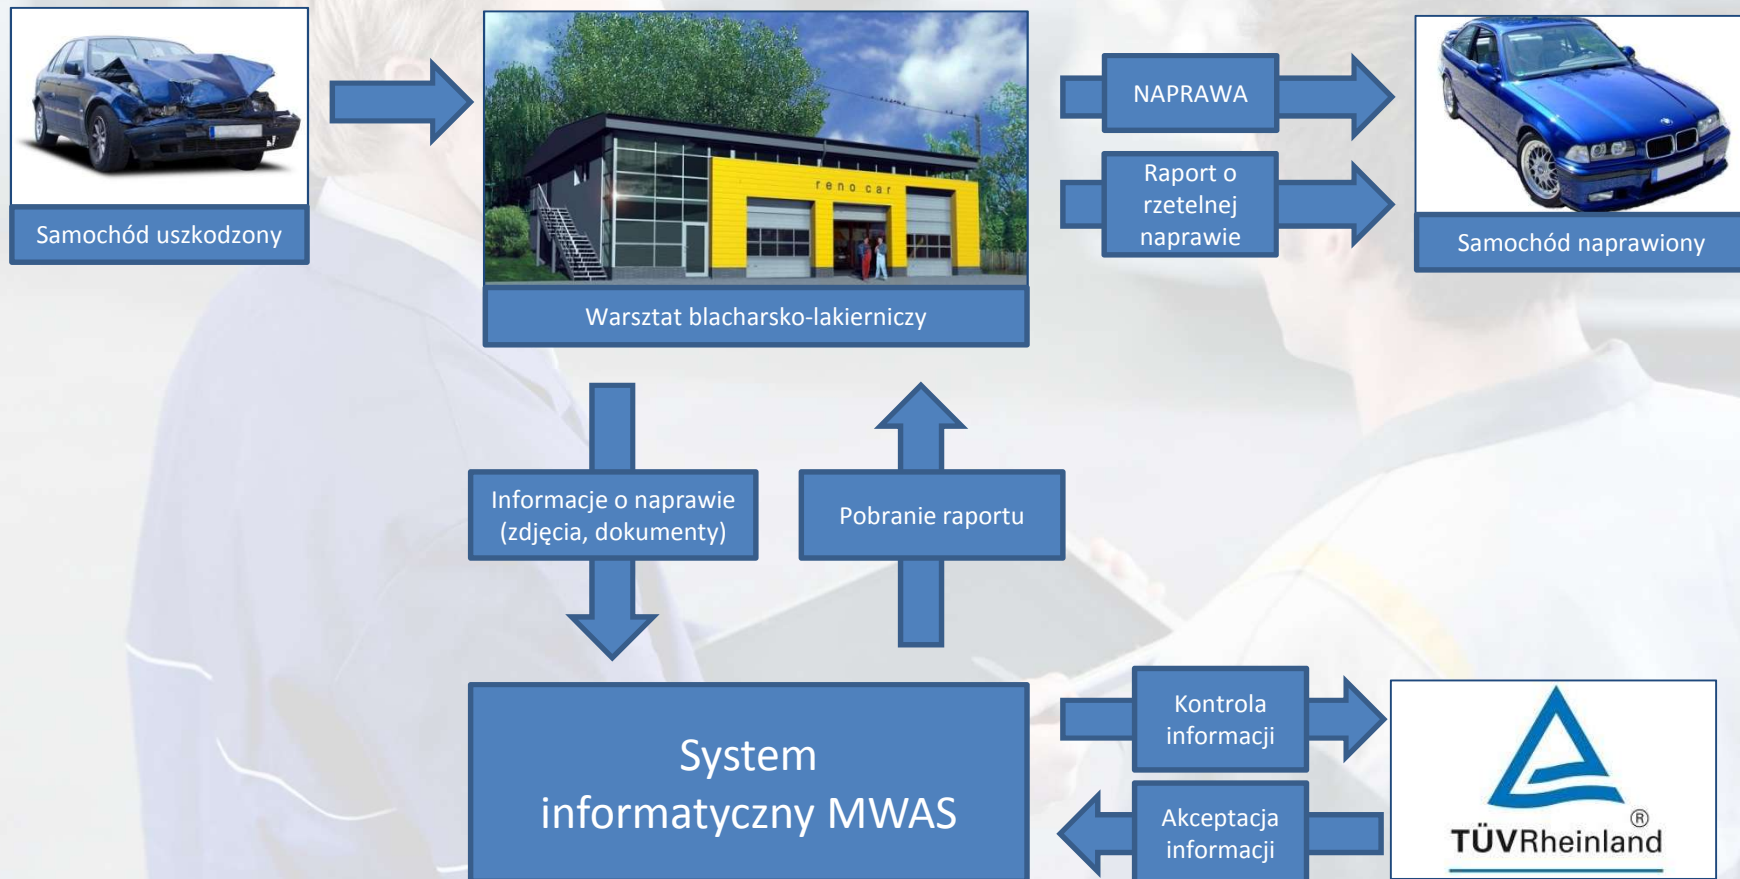 Samochód uszkodzony
reno car
Warsztat blacharsko-lakierniczy
NAPRAWA
Raport o
rzetelnej
naprawie
Samochód naprawiony
Informacje o naprawie
(zdjęcia, dokumenty)
Pobranie raportu
System
informatyczny MWAS
Kontrola
informacji
Akceptacja
informacji
®
TÜVRheinland